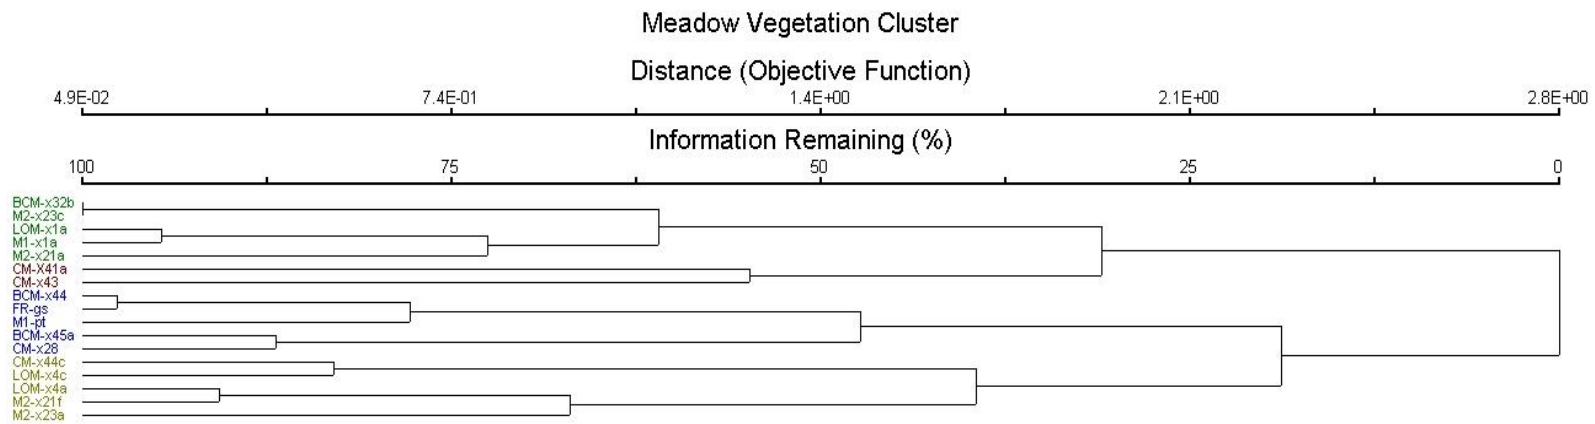 Meadow Vegetation Cluster
Distance (Objective Function)
4.9E-02 7.4E-01 1.4E+00 2.1E+00 2.8E+00
Information Remaining (%)
100 75 50 25 0
BCM-x32b
M2-x23c
LOM-x1a
M1-x1a
M2-x21a
CM-X41a
CM-x43
BCM-x44
FR-gs
M1-pt
BCM-x45a
CM-x28
CM-x44c
LOM-x4c
LOM-x4a
M2-x21f
M2-x23a